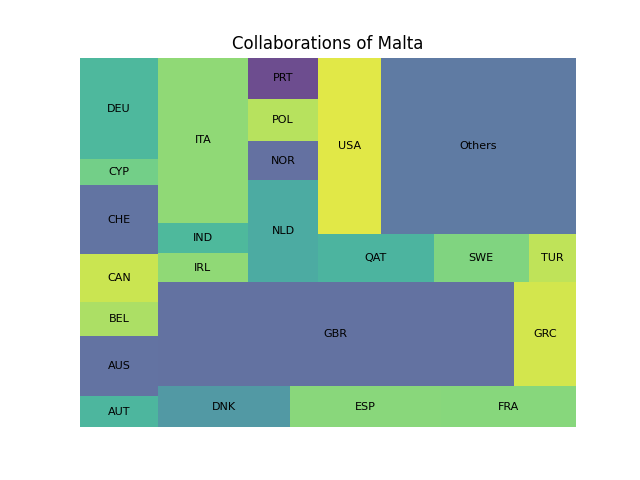 Collaborations of Malta
DEU
CYP
CHE
CAN
BEL
AUS
AUT
ITA
IND
IRL
PRT
POL
NOR
NLD
USA
Others
QAT
SWE
TUR
GBR
GRC
DNK
ESP
FRA